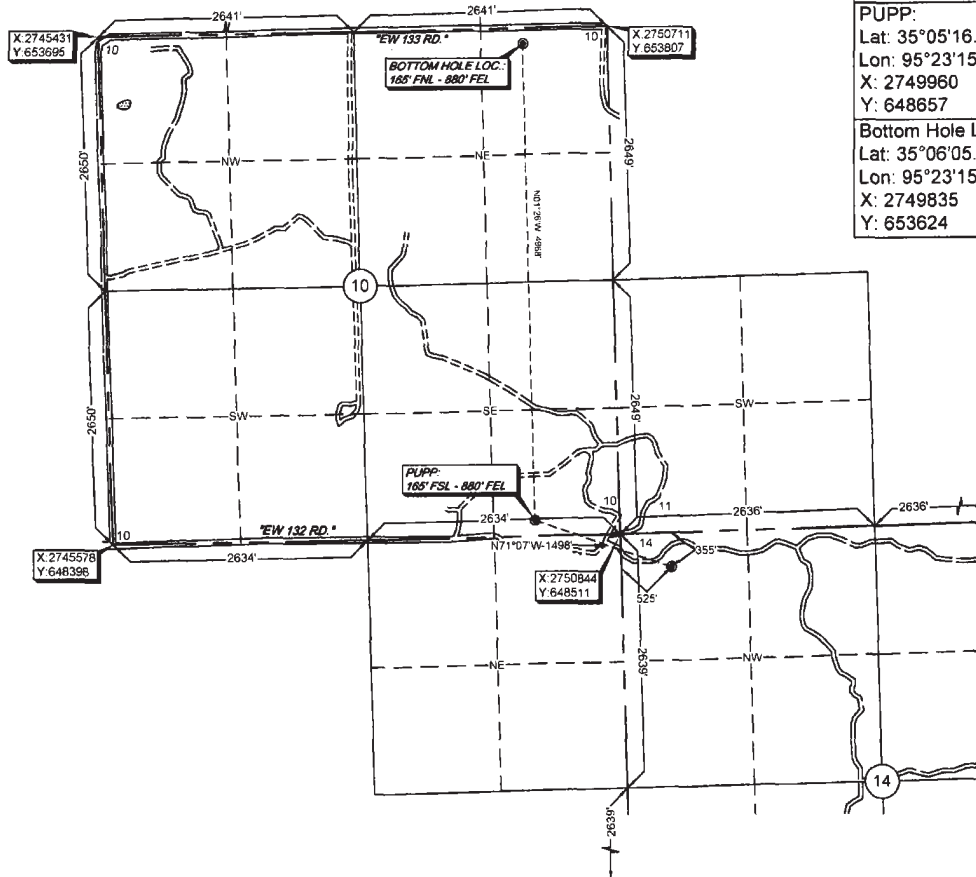 2641'
2641'
X:2745431
Y:653695
10
"EW 133 RD."
10
X:2750711
Y:653807
BOTTOM HOLE LOC.:
165' FNL - 880' FEL
PUPP:
Lat: 35°05'16.
Lon: 95°23'15
X: 2749960
Y: 648657
Bottom Hole L
Lat: 35°06'05.
Lon: 95°23'15
X: 2749835
Y: 653624
2650'
NW
NE
2649'
N01°26'W 4968'
10
2650'
SW
SE
2649'
SW
PUPP:
165' FSL - 880' FEL
10
11
10
"EW 132 RD."
2634'
2634'
2636'
2636'
N71°07'W-1498'
14
355'
X:2745578
Y:648398
X:2750844
Y:648511
525'
NE
2639'
NW
14
2639'